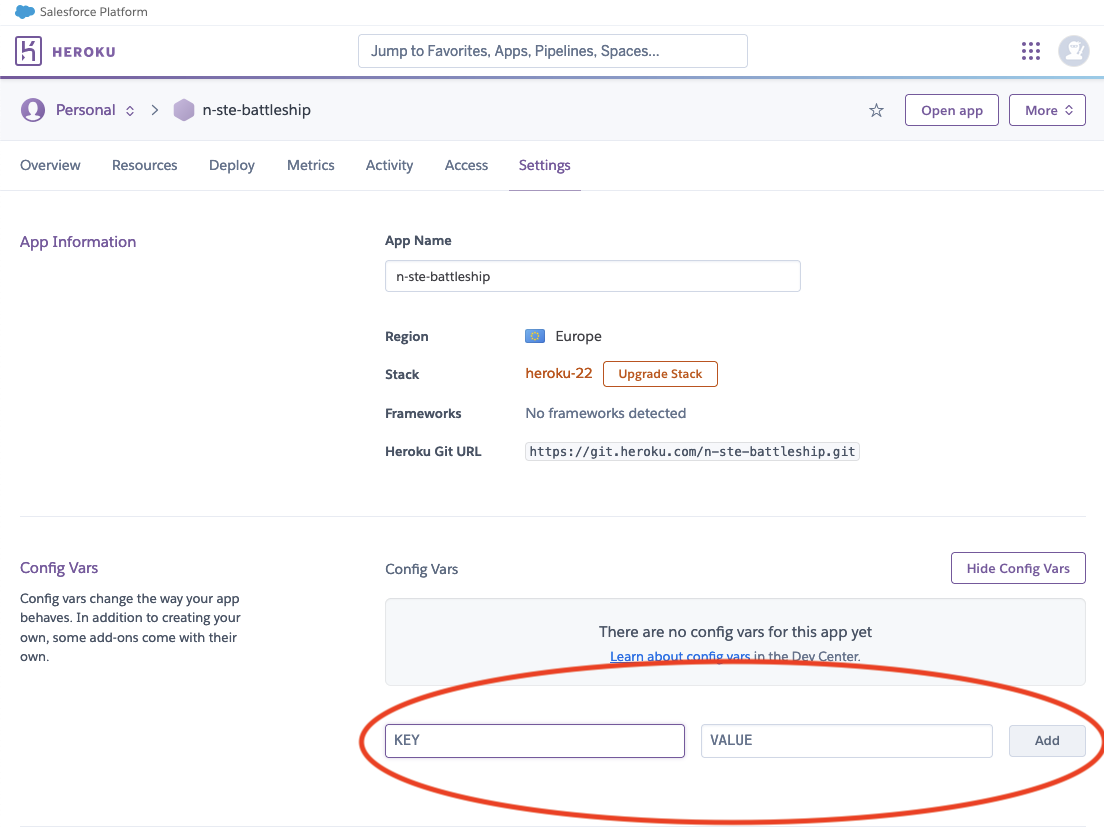 Salesforce Platform
HEROKU
Jump to Favorites, Apps, Pipelines, Spaces...
Personal
n-ste-battleship
Open app
More
Overview
Resources
Deploy
Metrics
Activity
Access
Settings
App Information
App Name
n-ste-battleship
Region
Europe
Stack
heroku-22
Upgrade Stack
Frameworks
No frameworks detected
Heroku Git URL
https://git.heroku.com/n-ste-battleship.git
Config Vars
Config vars change the way your app
behaves. In addition to creating your
own, some add-ons come with their
own.
Config Vars
Hide Config Vars
There are no config vars for this app yet
Learn about config vars in the Dev Center.
KEY
VALUE
Add